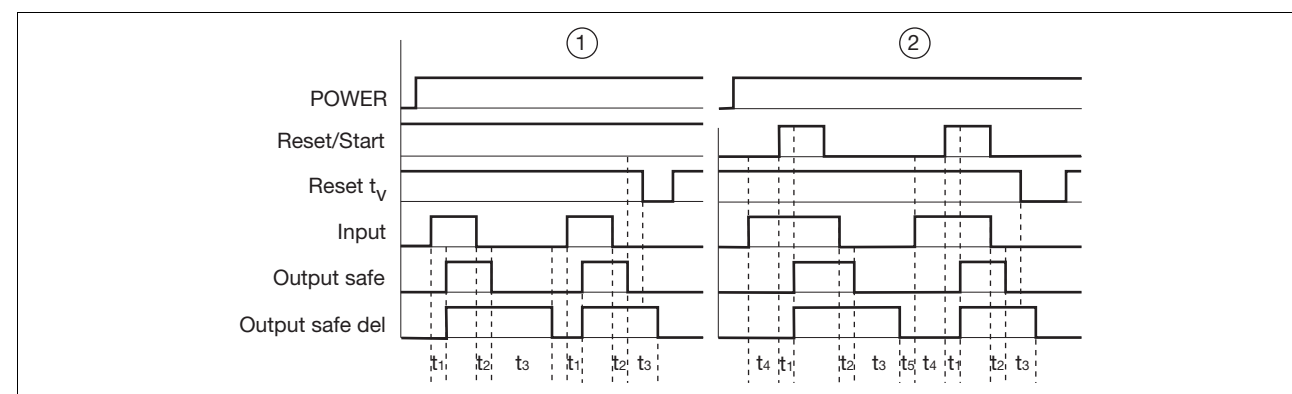 ① ②
POWER
Reset/Start
Reset tv
Input
Output safe
Output safe del
t1 t2 t3 t1 t2 t3 t4 t1 t2 t3 t5 t4 t1 t2 t3